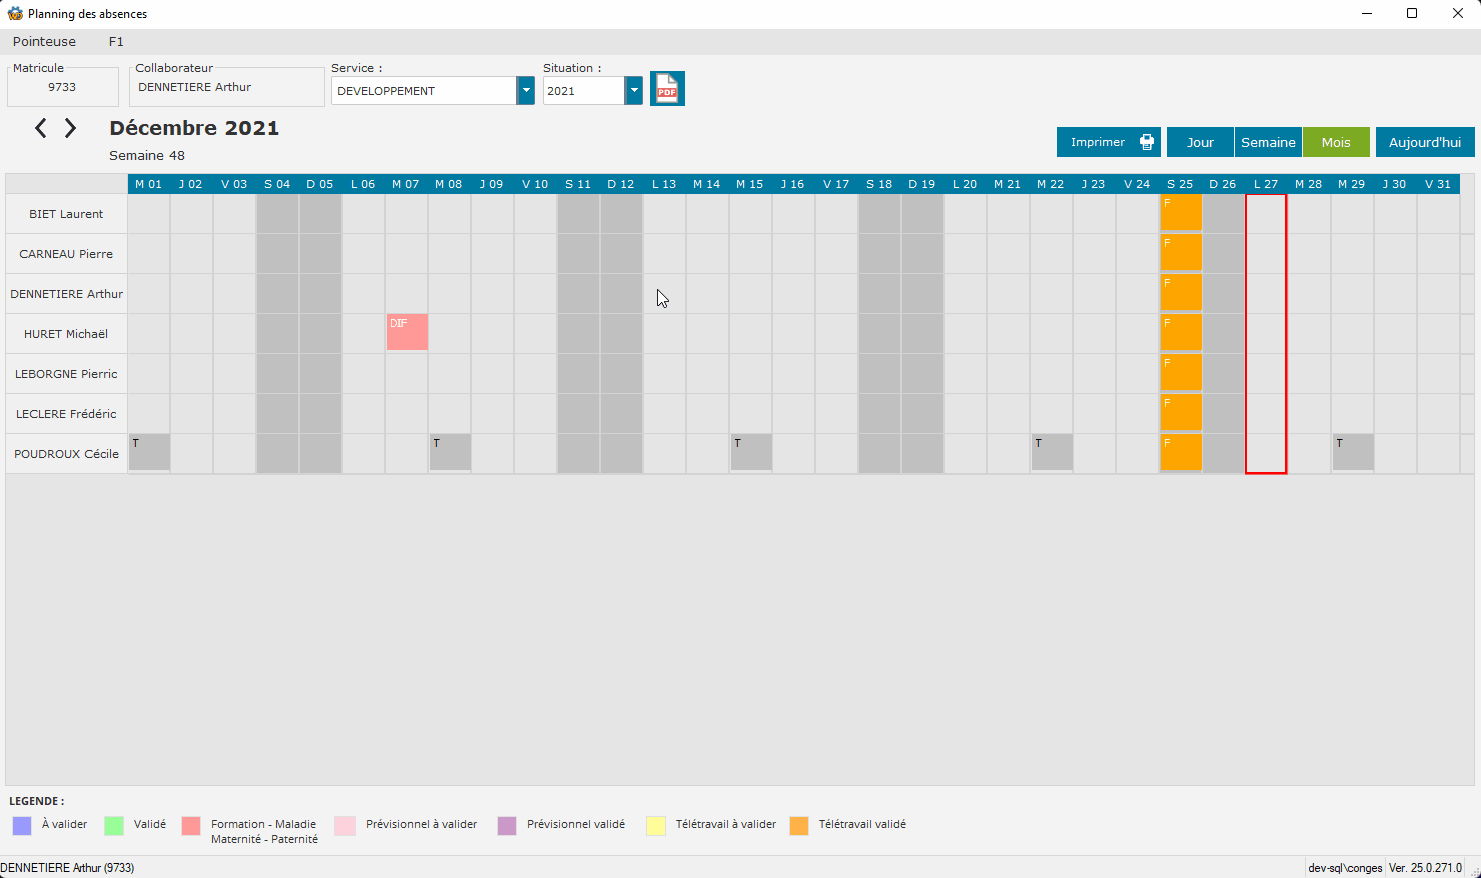 Planning des absences
Pointeuse F1
Matricule Collaborateur Service : Situation :
9733 DENNETIERE Arthur DEVELOPPEMENT 2021 PDF
Décembre 2021
Semaine 48
Imprimer Jour Semaine Mois Aujourd'hui
M 01 J 02 V 03 S 04 D 05 L 06 M 07 M 08 J 09 V 10 S 11 D 12 L 13 M 14 M 15 J 16 V 17 S 18 D 19 L 20 M 21 M 22 J 23 V 24 S 25 D 26 L 27 M 28 M 29 J 30 V 31
BIET Laurent F
CARNEAU Pierre F
DENNETIERE Arthur F
HURET Michaël DIF F
LEBORGNE Pierric F
LECLERE Frédéric F
POUDROUX Cécile T T T T F T
LEGENDE :
À valider Validé Formation - Maladie Prévisionnel à valider Prévisionnel validé Télétravail à valider Télétravail validé
Maternité - Paternité
DENNETIERE Arthur (9733) dev-sql\conges Ver. 25.0.271.0